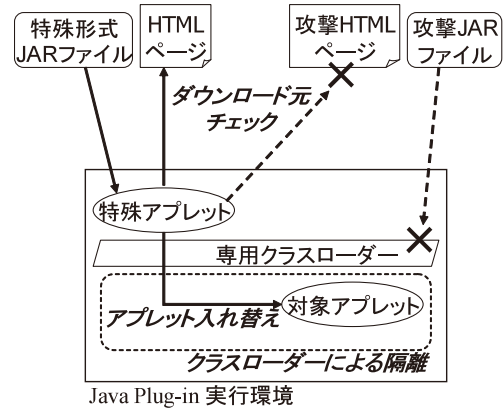 特殊形式
JARファイル
HTML
ページ
攻撃HTML
ページ
攻撃JAR
ファイル
ダウンロード元
チェック
特殊アプレット
専用クラスローダー
アプレット入れ替え
対象アプレット
クラスローダーによる隔離
Java Plug-in 実行環境